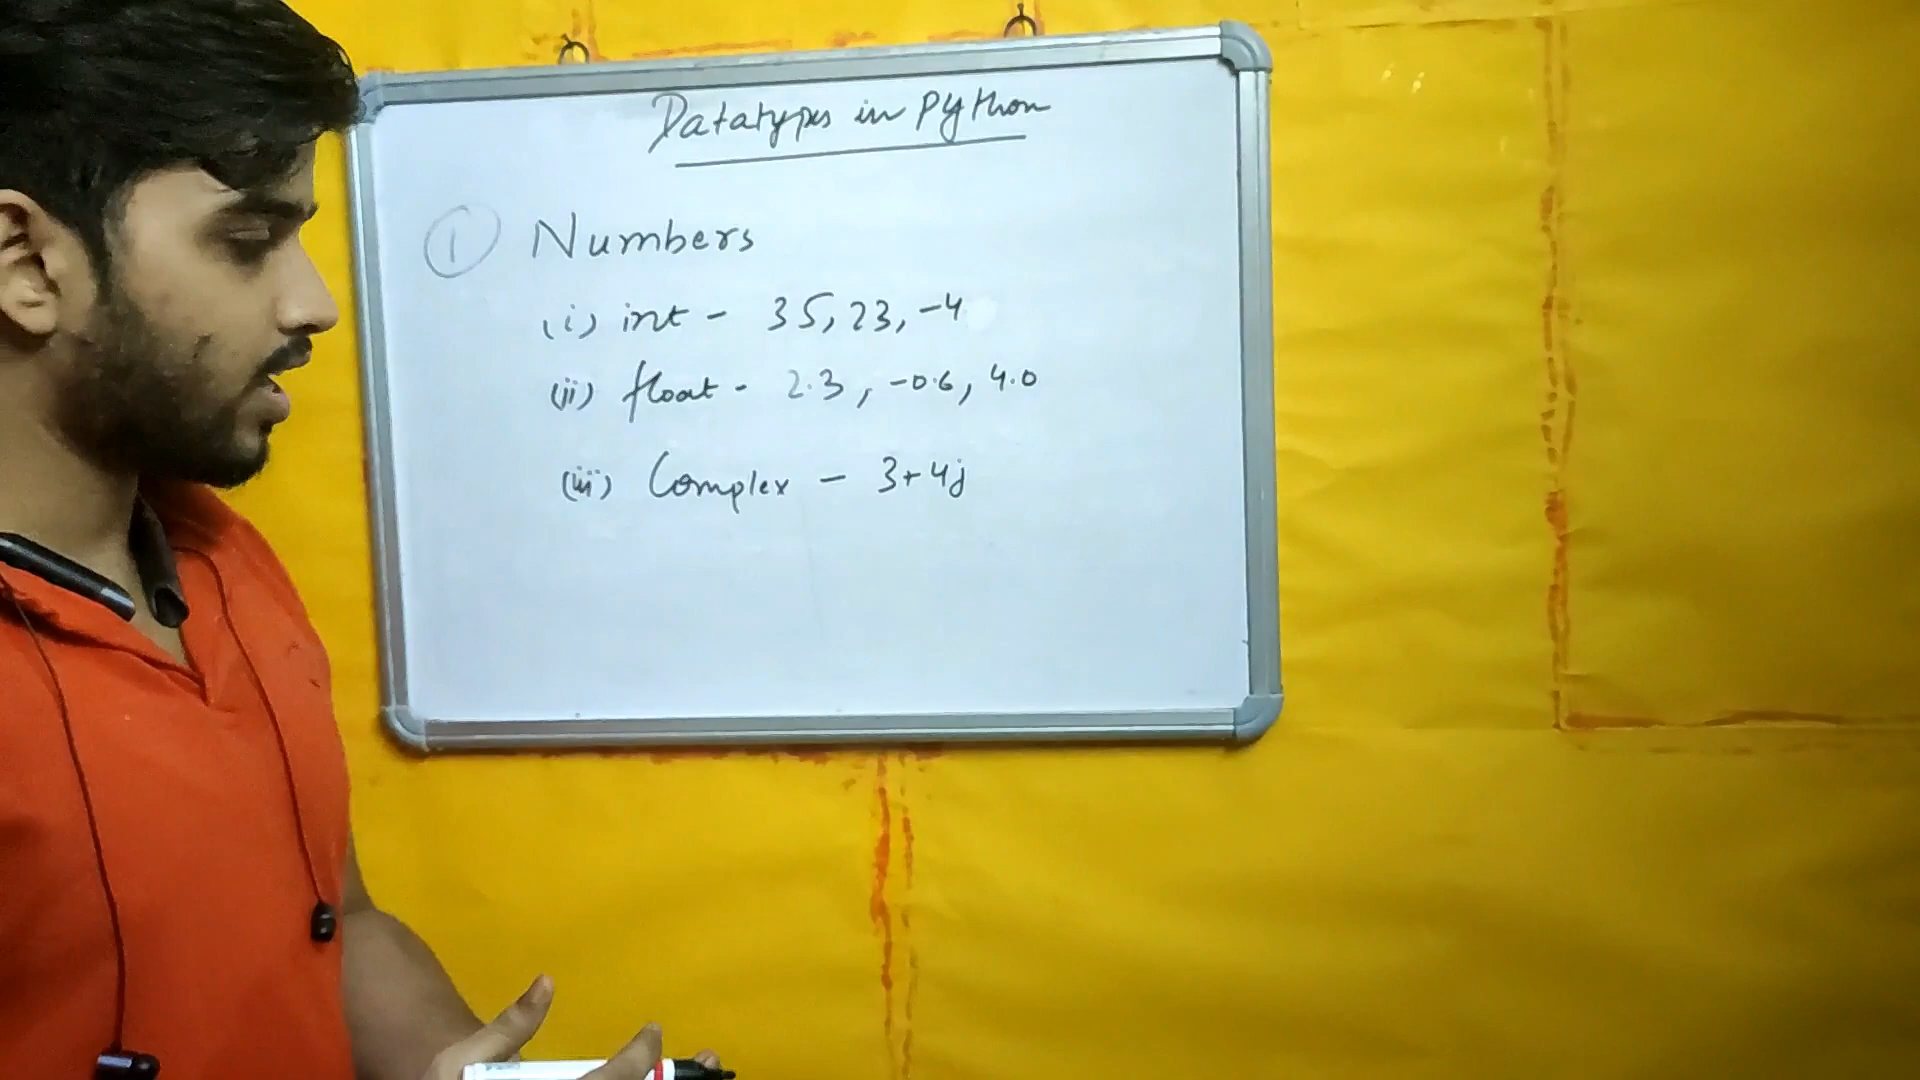 Datatypes in Python
① Numbers
(i) int - 35, 23, -4
(ii) float - 2.3, -0.6, 4.0
(iii) Complex - 3+4j